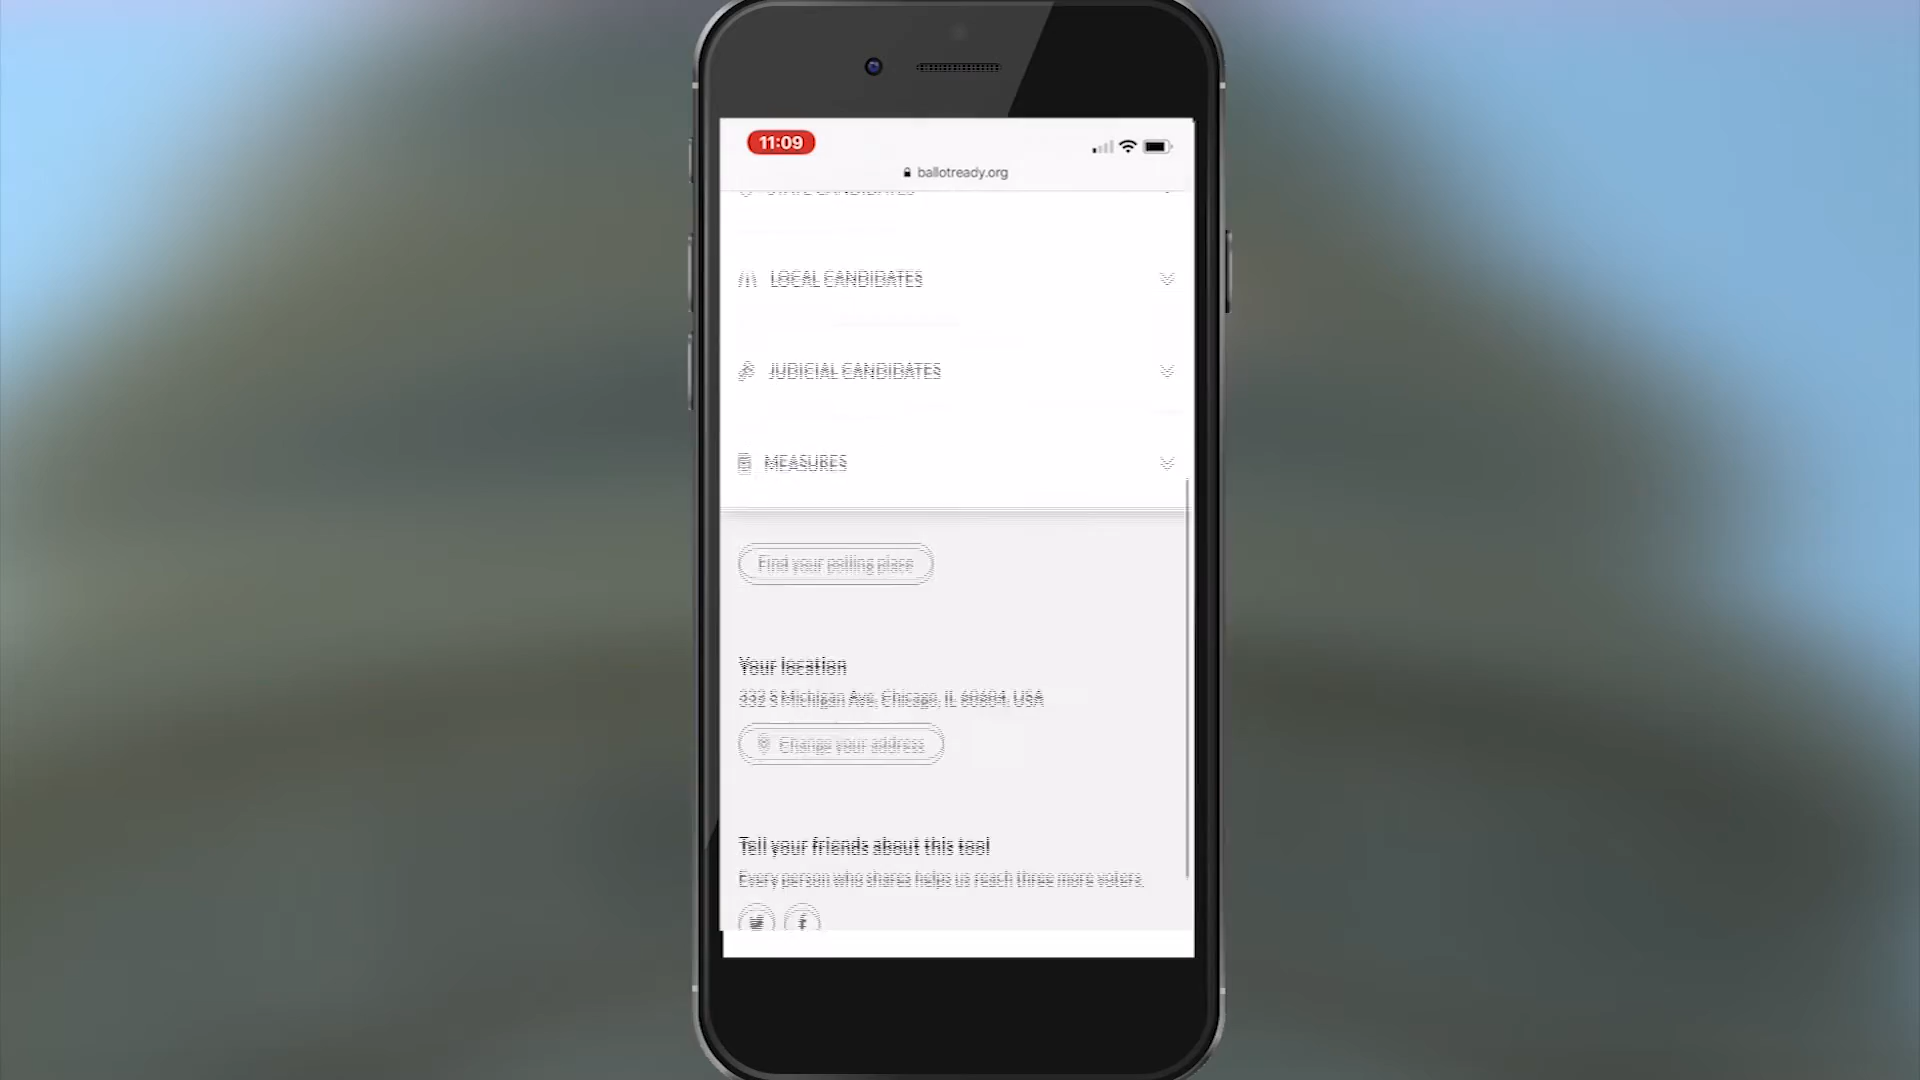 11:09
ballotready.org
STATE CANDIDATES
LOCAL CANDIDATES
JUDICIAL CANDIDATES
MEASURES
Find your polling place
Your location
332 S Michigan Ave, Chicago, IL 60604, USA
Change your address
Tell your friends about this tool
Every person who shares helps us reach three more voters.